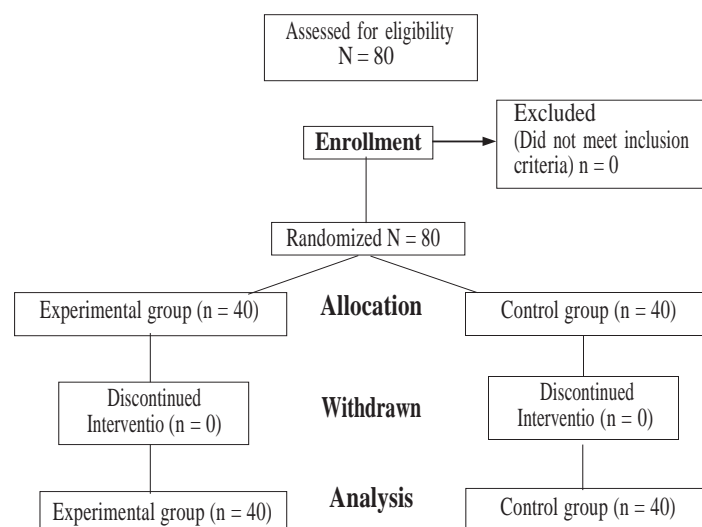 Assessed for eligibility
N = 80
Excluded
(Did not meet inclusion
criteria) n = 0
Enrollment
Randomized N = 80
Experimental group (n = 40)
Allocation
Control group (n = 40)
Discontinued
Interventio (n = 0)
Withdrawn
Discontinued
Interventio (n = 0)
Experimental group (n = 40)
Analysis
Control group (n = 40)